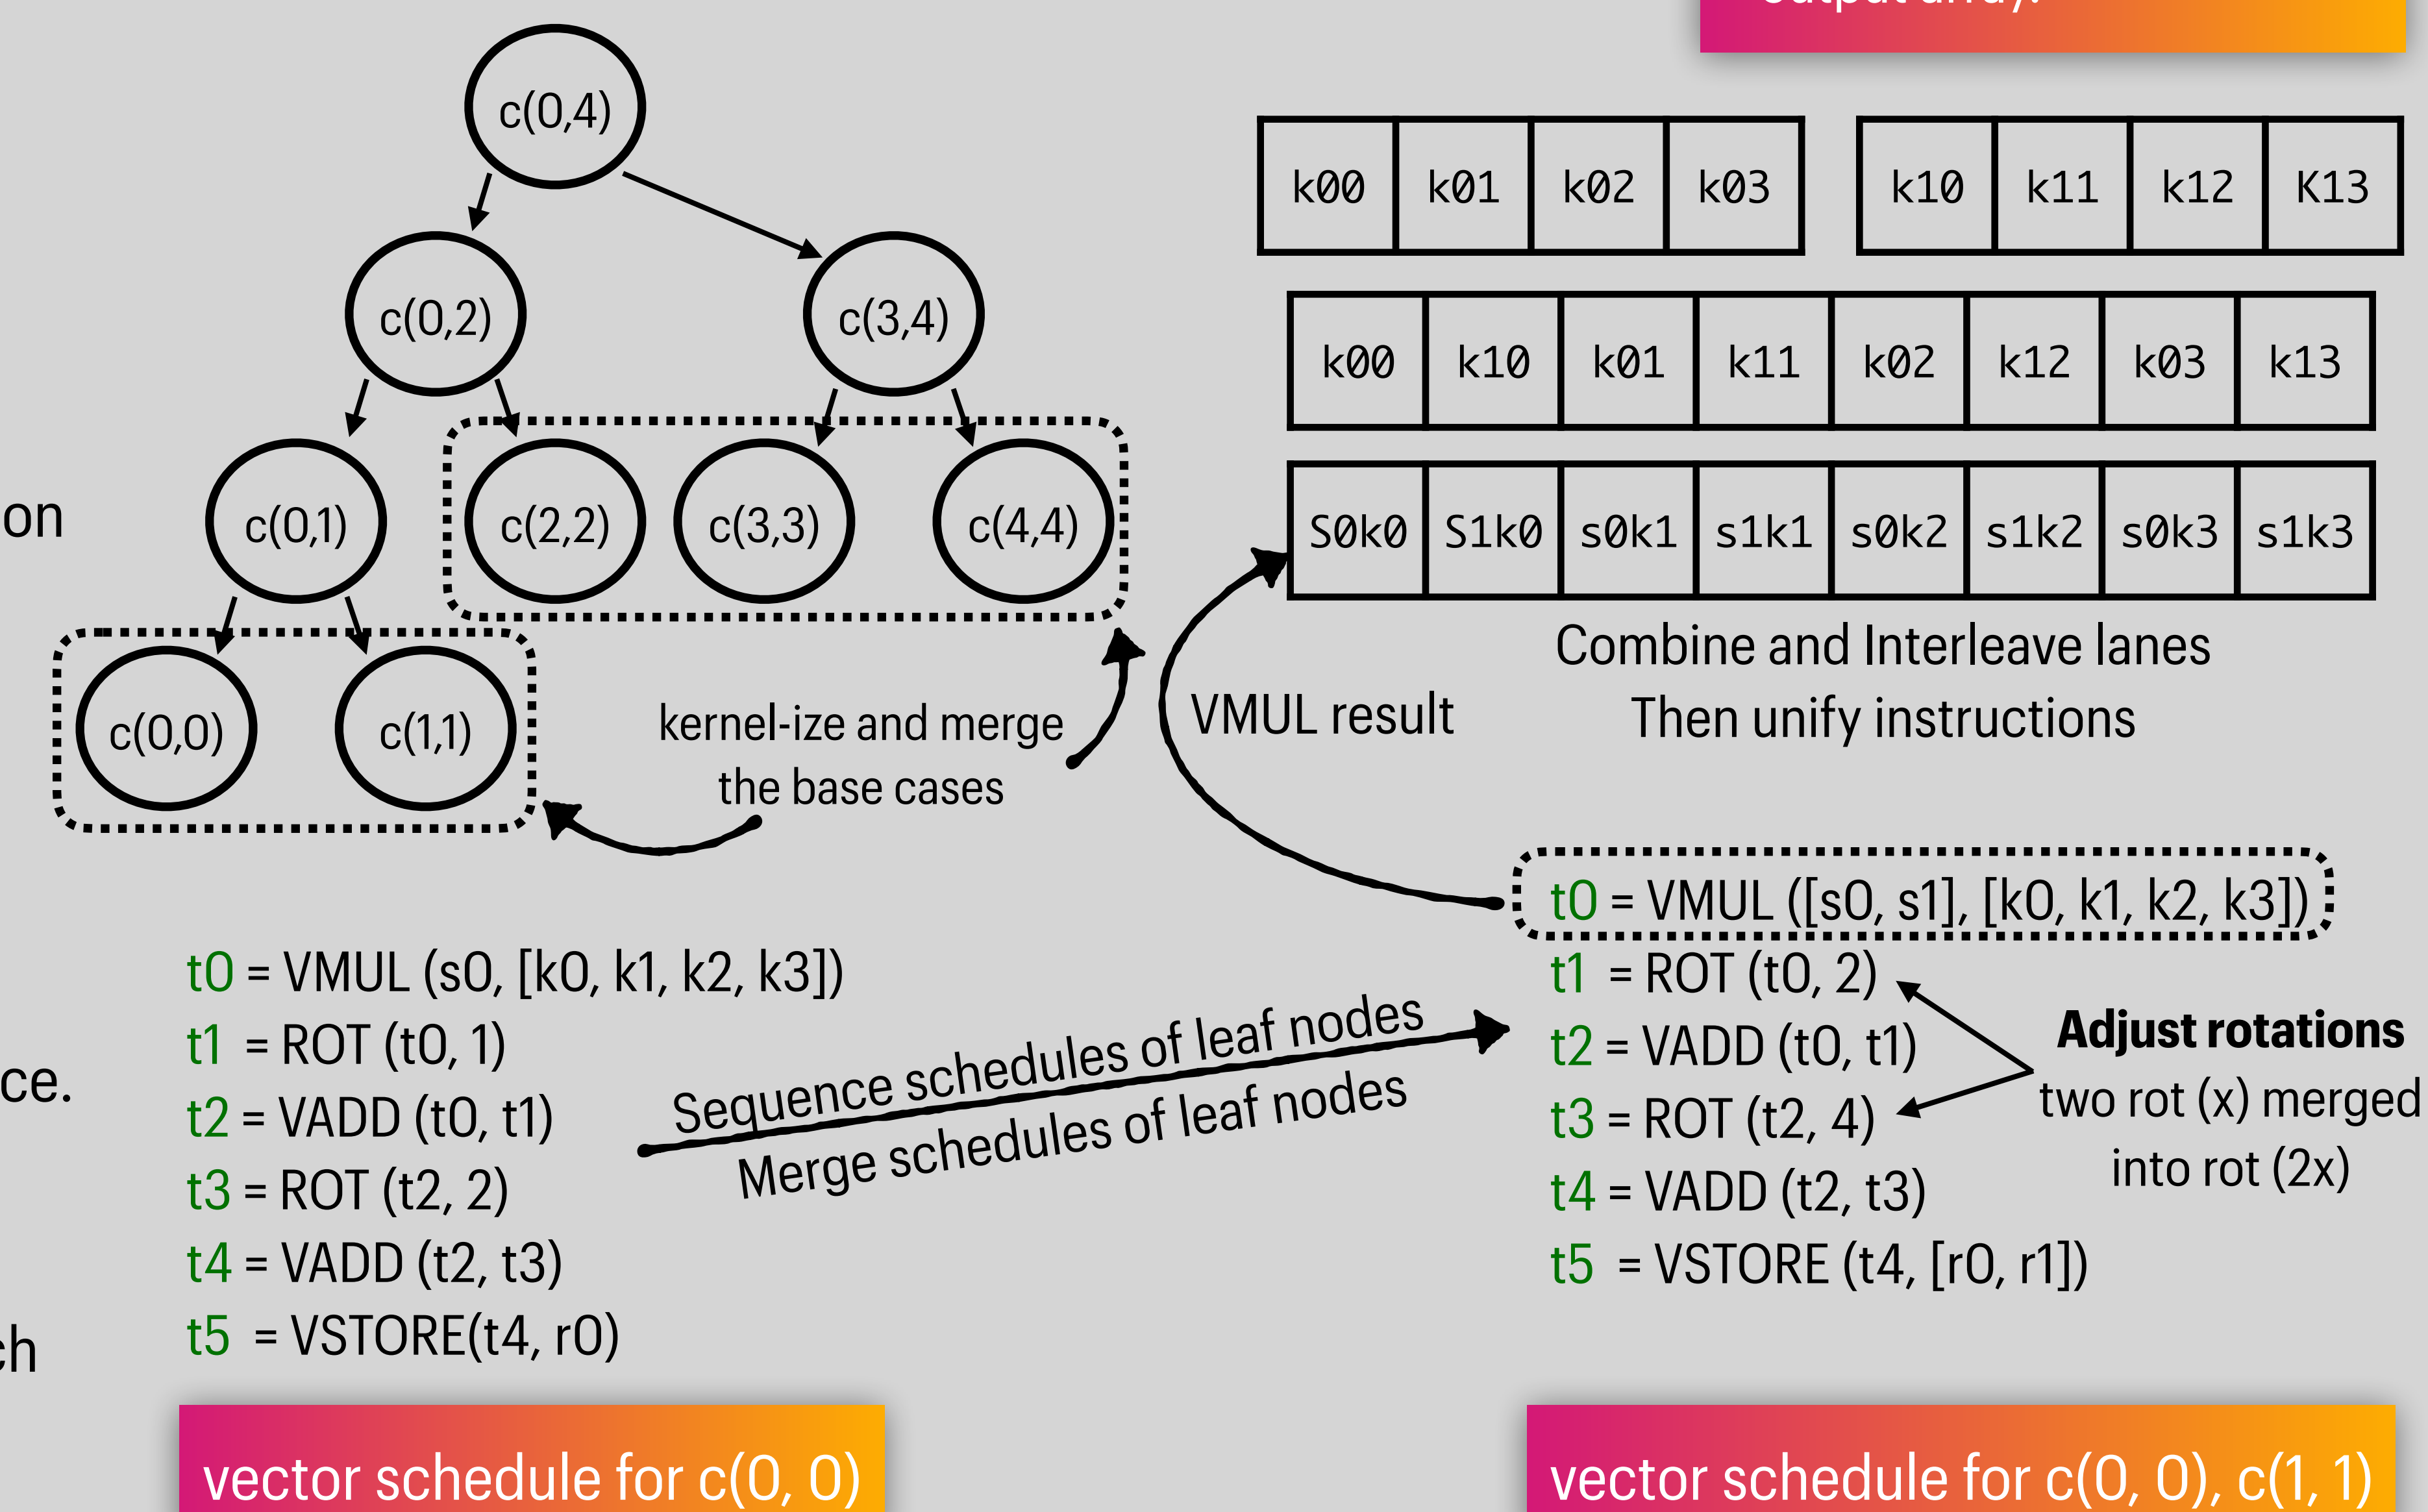 output array.
c(0,4)
c(0,2)
c(3,4)
c(0,1)
c(2,2)
c(3,3)
c(4,4)
c(0,0)
c(1,1)
on
ce.
ch
kernel-ize and merge
the base cases
k00 k01 k02 k03
k10 k11 k12 K13
k00 k10 k01 k11 k02 k12 k03 k13
S0k0 S1k0 s0k1 s1k1 s0k2 s1k2 s0k3 s1k3
Combine and Interleave lanes
Then unify instructions
VMUL result
t0 = VMUL (s0, [k0, k1, k2, k3])
t1 = ROT (t0, 1)
t2 = VADD (t0, t1)
t3 = ROT (t2, 2)
t4 = VADD (t2, t3)
t5 = VSTORE(t4, r0)
Sequence schedules of leaf nodes
Merge schedules of leaf nodes
t0 = VMUL ([s0, s1], [k0, k1, k2, k3])
t1 = ROT (t0, 2)
t2 = VADD (t0, t1)
t3 = ROT (t2, 4)
t4 = VADD (t2, t3)
t5 = VSTORE (t4, [r0, r1])
Adjust rotations
two rot (x) merged
into rot (2x)
vector schedule for c(0, 0)
vector schedule for c(0, 0), c(1, 1)